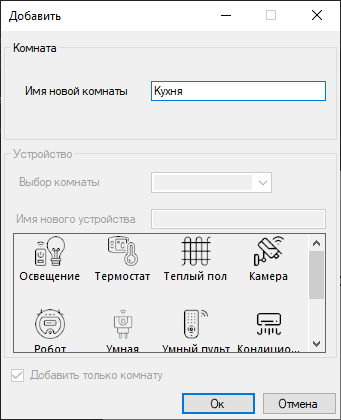 Добавить
Комната
Имя новой комнаты
Кухня
Устройство
Выбор комнаты
Имя нового устройства
Освещение Термостат Теплый пол Камера
Робот Умная Умный пульт Кондицио...
Добавить только комнату
Ок Отмена